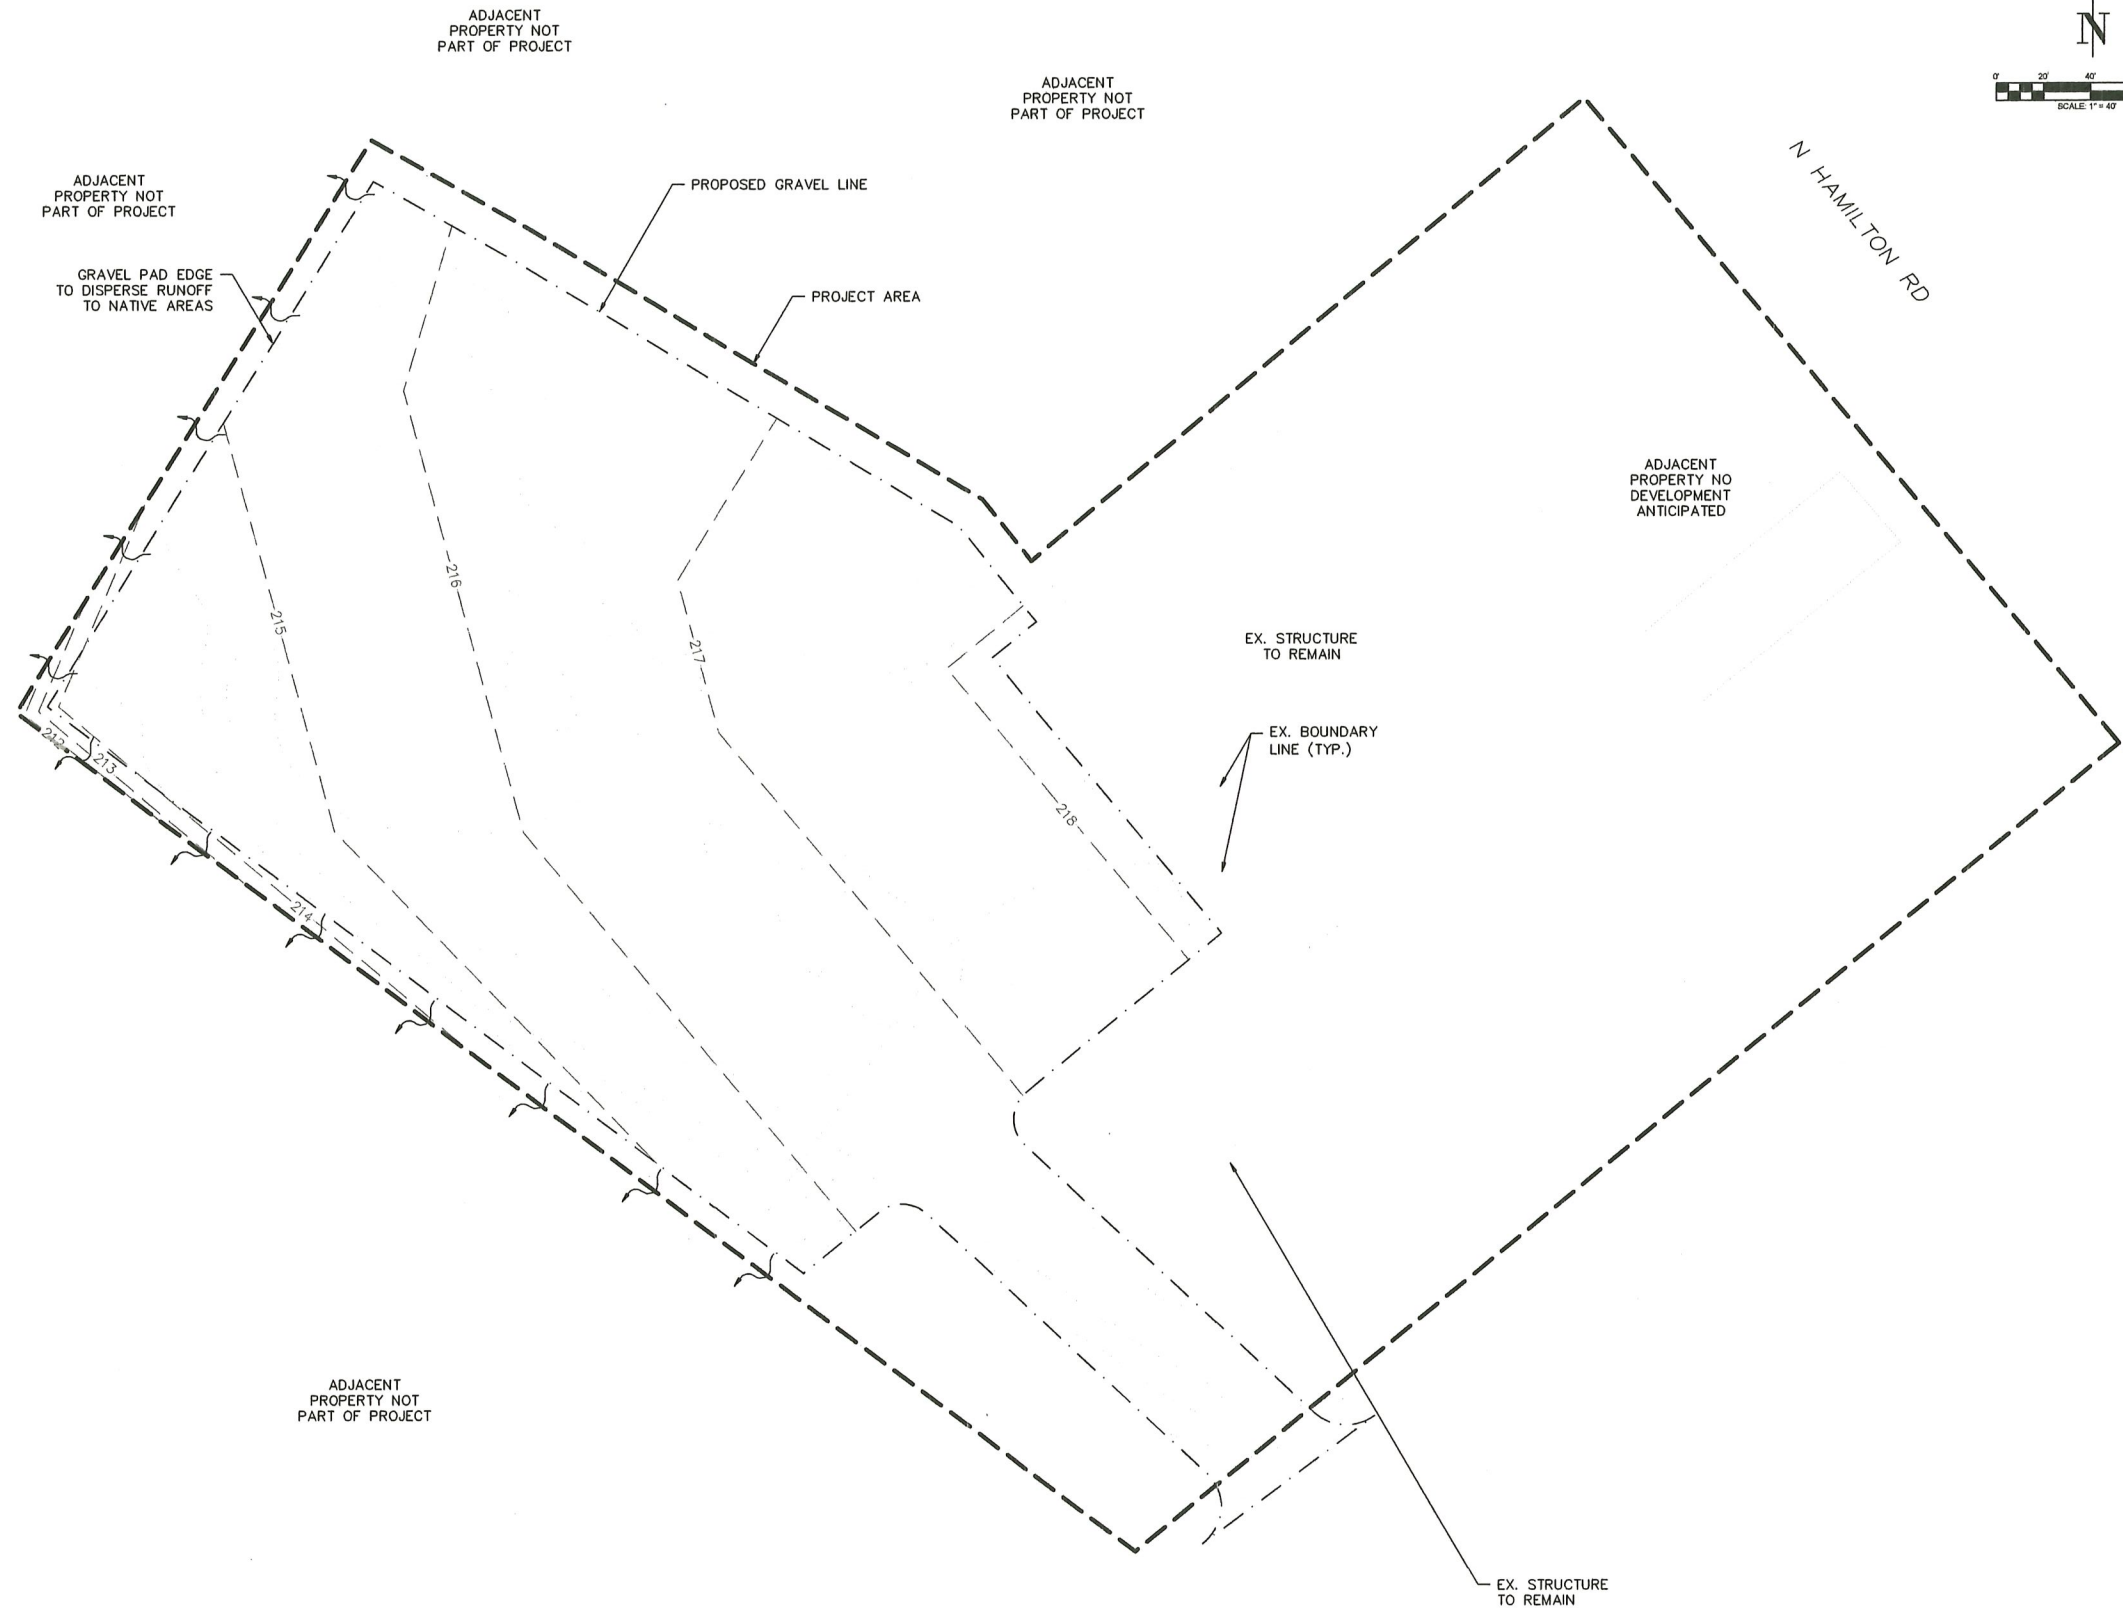 ADJACENT
PROPERTY NOT
PART OF PROJECT
N
ADJACENT
PROPERTY NOT
PART OF PROJECT
0' 20' 40'
SCALE: 1" = 40'
N HAMILTON RD
ADJACENT
PROPERTY NOT
PART OF PROJECT
PROPOSED GRAVEL LINE
GRAVEL PAD EDGE
TO DISPERSE RUNOFF
TO NATIVE AREAS
PROJECT AREA
ADJACENT
PROPERTY NO
DEVELOPMENT
ANTICIPATED
216
215
217
EX. STRUCTURE
TO REMAIN
EX. BOUNDARY
LINE (TYP.)
212
213
218
214
ADJACENT
PROPERTY NOT
PART OF PROJECT
EX. STRUCTURE
TO REMAIN